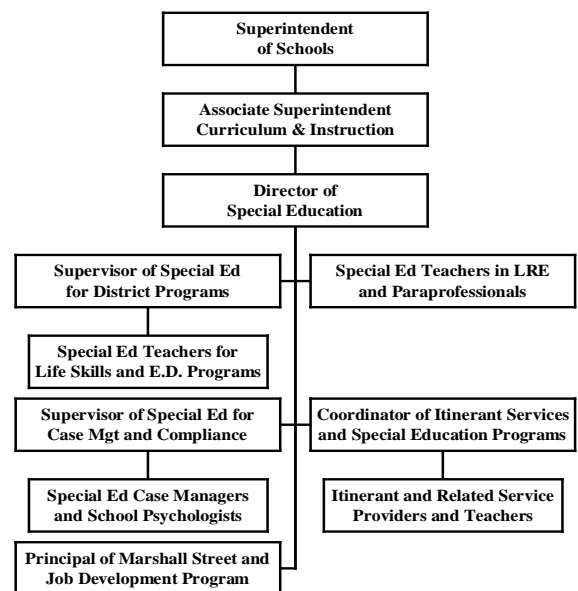 Superintendent
of Schools
Associate Superintendent
Curriculum & Instruction
Director of
Special Education
Supervisor of Special Ed
for District Programs
Special Ed Teachers in LRE
and Paraprofessionals
Special Ed Teachers for
Life Skills and E.D. Programs
Supervisor of Special Ed for
Case Mgt and Compliance
Coordinator of Itinerant Services
and Special Education Programs
Special Ed Case Managers
and School Psychologists
Itinerant and Related Service
Providers and Teachers
Principal of Marshall Street and
Job Development Program